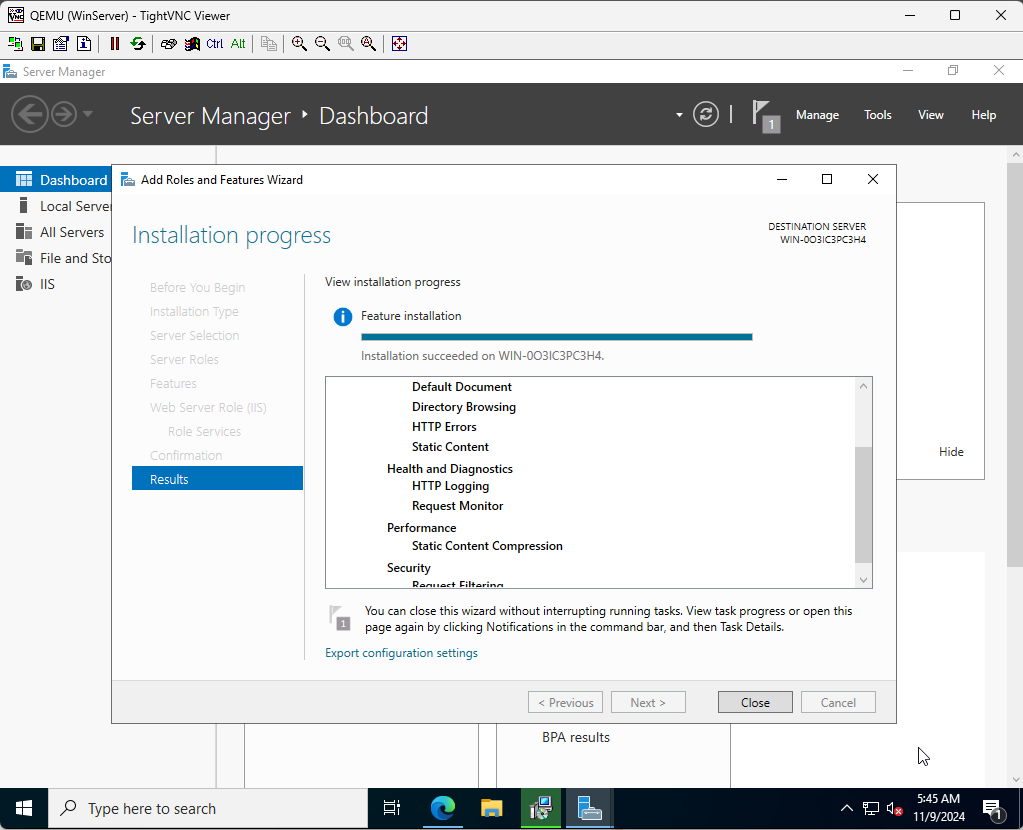 QEMU (WinServer) - TightVNC Viewer
Ctrl Alt
Server Manager
Server Manager Dashboard
1
Manage Tools View Help
Dashboard
Local Server
All Servers
File and Sto
IIS
Add Roles and Features Wizard
Installation progress
DESTINATION SERVER
WIN-0O3IC3PC3H4
Before You Begin
Installation Type
Server Selection
Server Roles
Features
Web Server Role (IIS)
Role Services
Confirmation
Results
View installation progress
Feature installation
Installation succeeded on WIN-0O3IC3PC3H4.
Default Document
Directory Browsing
HTTP Errors
Static Content
Health and Diagnostics
HTTP Logging
Request Monitor
Performance
Static Content Compression
Security
Request Filtering
1
You can close this wizard without interrupting running tasks. View task progress or open this
page again by clicking Notifications in the command bar, and then Task Details.
Export configuration settings
< Previous Next > Close Cancel
Hide
BPA results
Type here to search
5:45 AM
11/9/2024
1